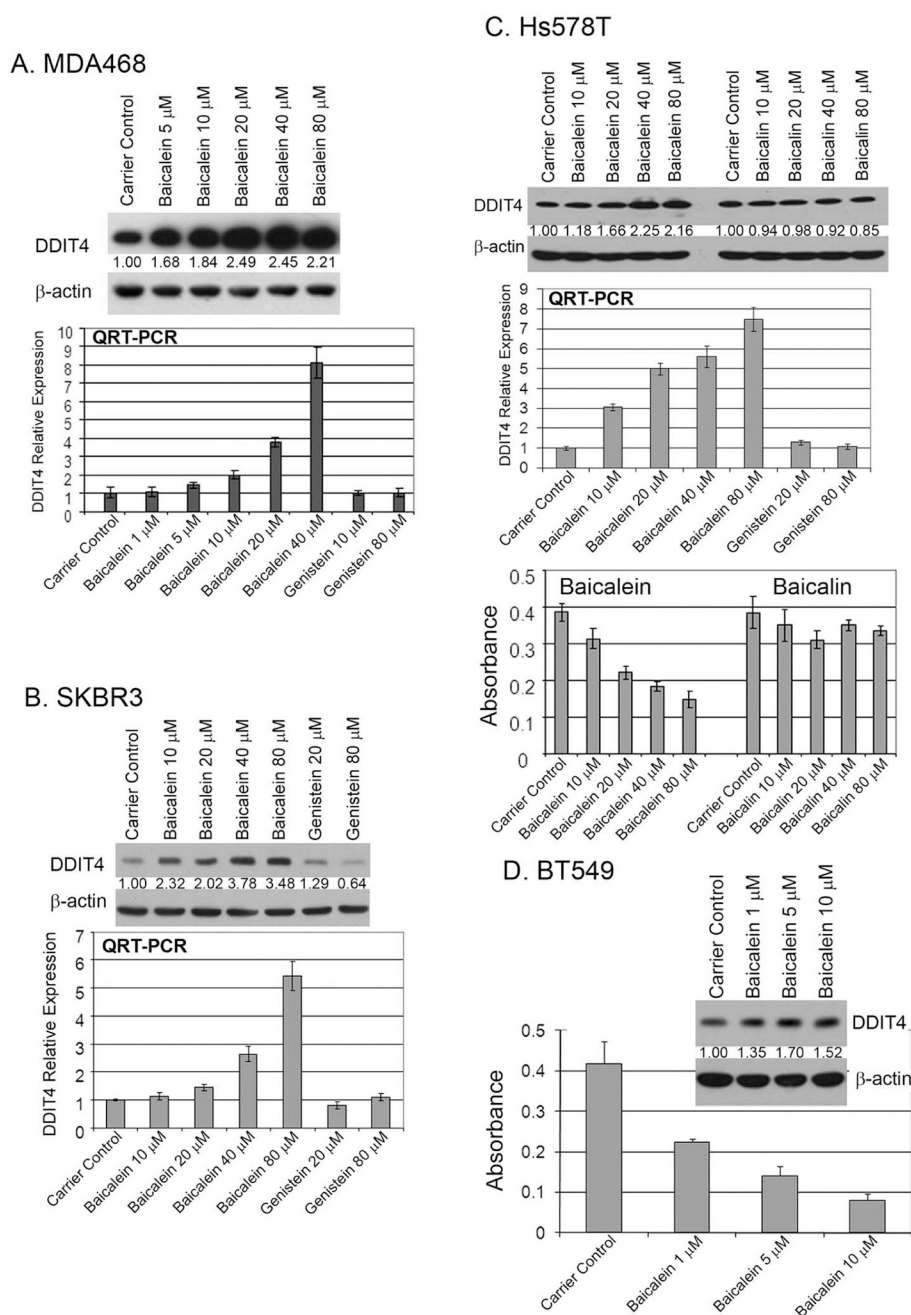 A. MDA468
Carrier Control
Baicalein 5 μM
Baicalein 10 μM
Baicalein 20 μM
Baicalein 40 μM
Baicalein 80 μM
DDIT4
1.00 1.68 1.84 2.49 2.45 2.21
β-actin
QRT-PCR
DDIT4 Relative Expression
10
9
8
7
6
5
4
3
2
1
0
Carrier Control
Baicalein 1 μM
Baicalein 5 μM
Baicalein 10 μM
Baicalein 20 μM
Baicalein 40 μM
Genistein 10 μM
Genistein 80 μM
B. SKBR3
Carrier Control
Baicalein 10 μM
Baicalein 20 μM
Baicalein 40 μM
Baicalein 80 μM
Genistein 20 μM
Genistein 80 μM
DDIT4
1.00 2.32 2.02 3.78 3.48 1.29 0.64
β-actin
QRT-PCR
DDIT4 Relative Expression
7
6
5
4
3
2
1
0
Carrier Control
Baicalein 10 μM
Baicalein 20 μM
Baicalein 40 μM
Baicalein 80 μM
Genistein 20 μM
Genistein 80 μM
C. Hs578T
Carrier Control
Baicalein 10 μM
Baicalein 20 μM
Baicalein 40 μM
Baicalein 80 μM
Carrier Control
Baicalin 10 μM
Baicalin 20 μM
Baicalin 40 μM
Baicalin 80 μM
DDIT4
1.00 1.18 1.66 2.25 2.16 1.00 0.94 0.98 0.92 0.85
β-actin
QRT-PCR
DDIT4 Relative Expression
9
8
7
6
5
4
3
2
1
0
Carrier Control
Baicalein 10 μM
Baicalein 20 μM
Baicalein 40 μM
Baicalein 80 μM
Genistein 20 μM
Genistein 80 μM
Baicalein Baicalin
Absorbance
0.5
0.4
0.3
0.2
0.1
0
Carrier Control
Baicalein 10 μM
Baicalein 20 μM
Baicalein 40 μM
Baicalein 80 μM
Carrier Control
Baicalin 10 μM
Baicalin 20 μM
Baicalin 40 μM
Baicalin 80 μM
D. BT549
Carrier Control
Baicalein 1 μM
Baicalein 5 μM
Baicalein 10 μM
DDIT4
1.00 1.35 1.70 1.52
β-actin
Absorbance
0.5
0.4
0.3
0.2
0.1
0
Carrier Control
Baicalein 1 μM
Baicalein 5 μM
Baicalein 10 μM